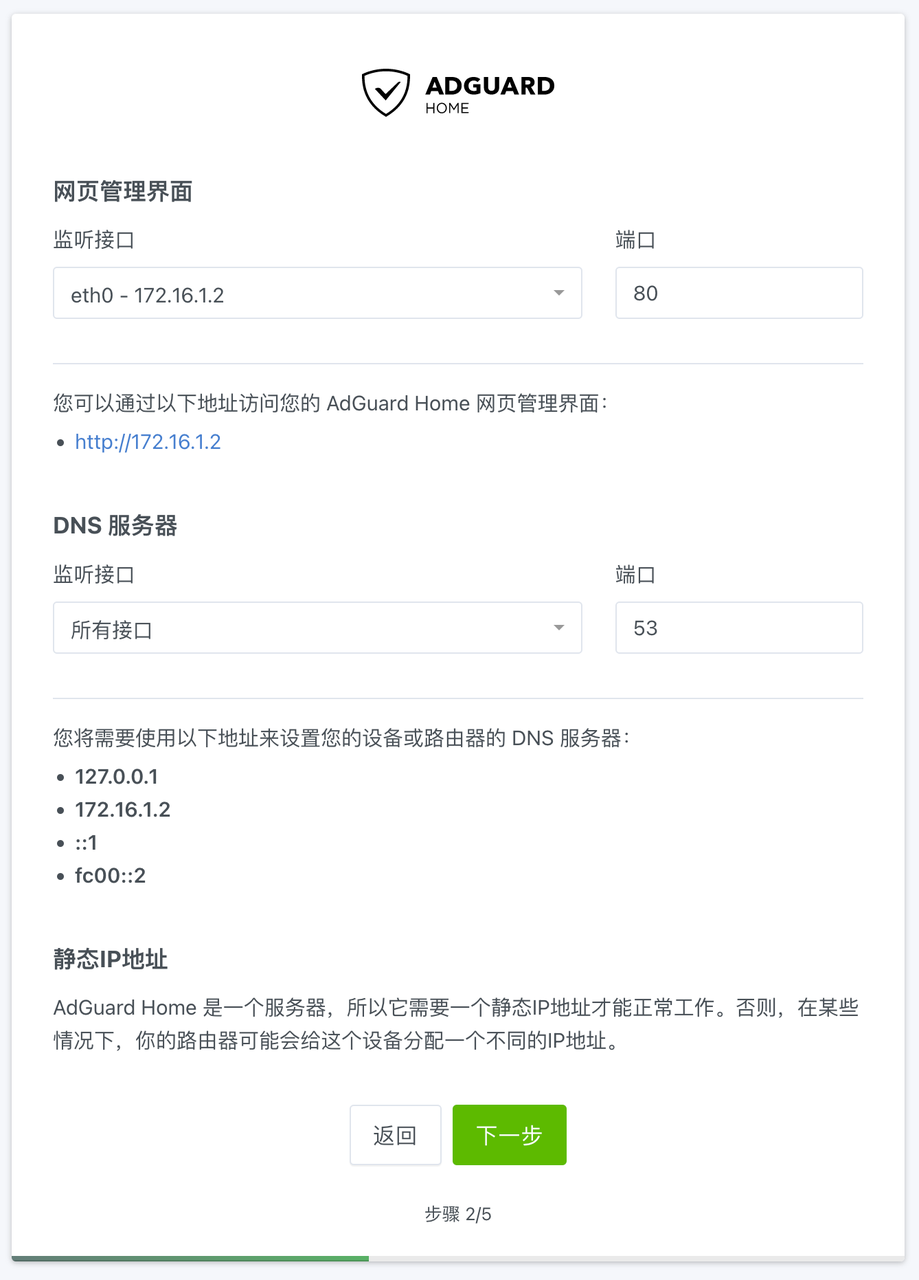 ADGUARD
HOME
网页管理界面
监听接口 端口
eth0 - 172.16.1.2 80
您可以通过以下地址访问您的 AdGuard Home 网页管理界面：
• http://172.16.1.2
DNS 服务器
监听接口 端口
所有接口 53
您将需要使用以下地址来设置您的设备或路由器的 DNS 服务器：
• 127.0.0.1
• 172.16.1.2
• ::1
• fc00::2
静态IP地址
AdGuard Home 是一个服务器，所以它需要一个静态IP地址才能正常工作。否则，在某些
情况下，你的路由器可能会给这个设备分配一个不同的IP地址。
返回 下一步
步骤 2/5